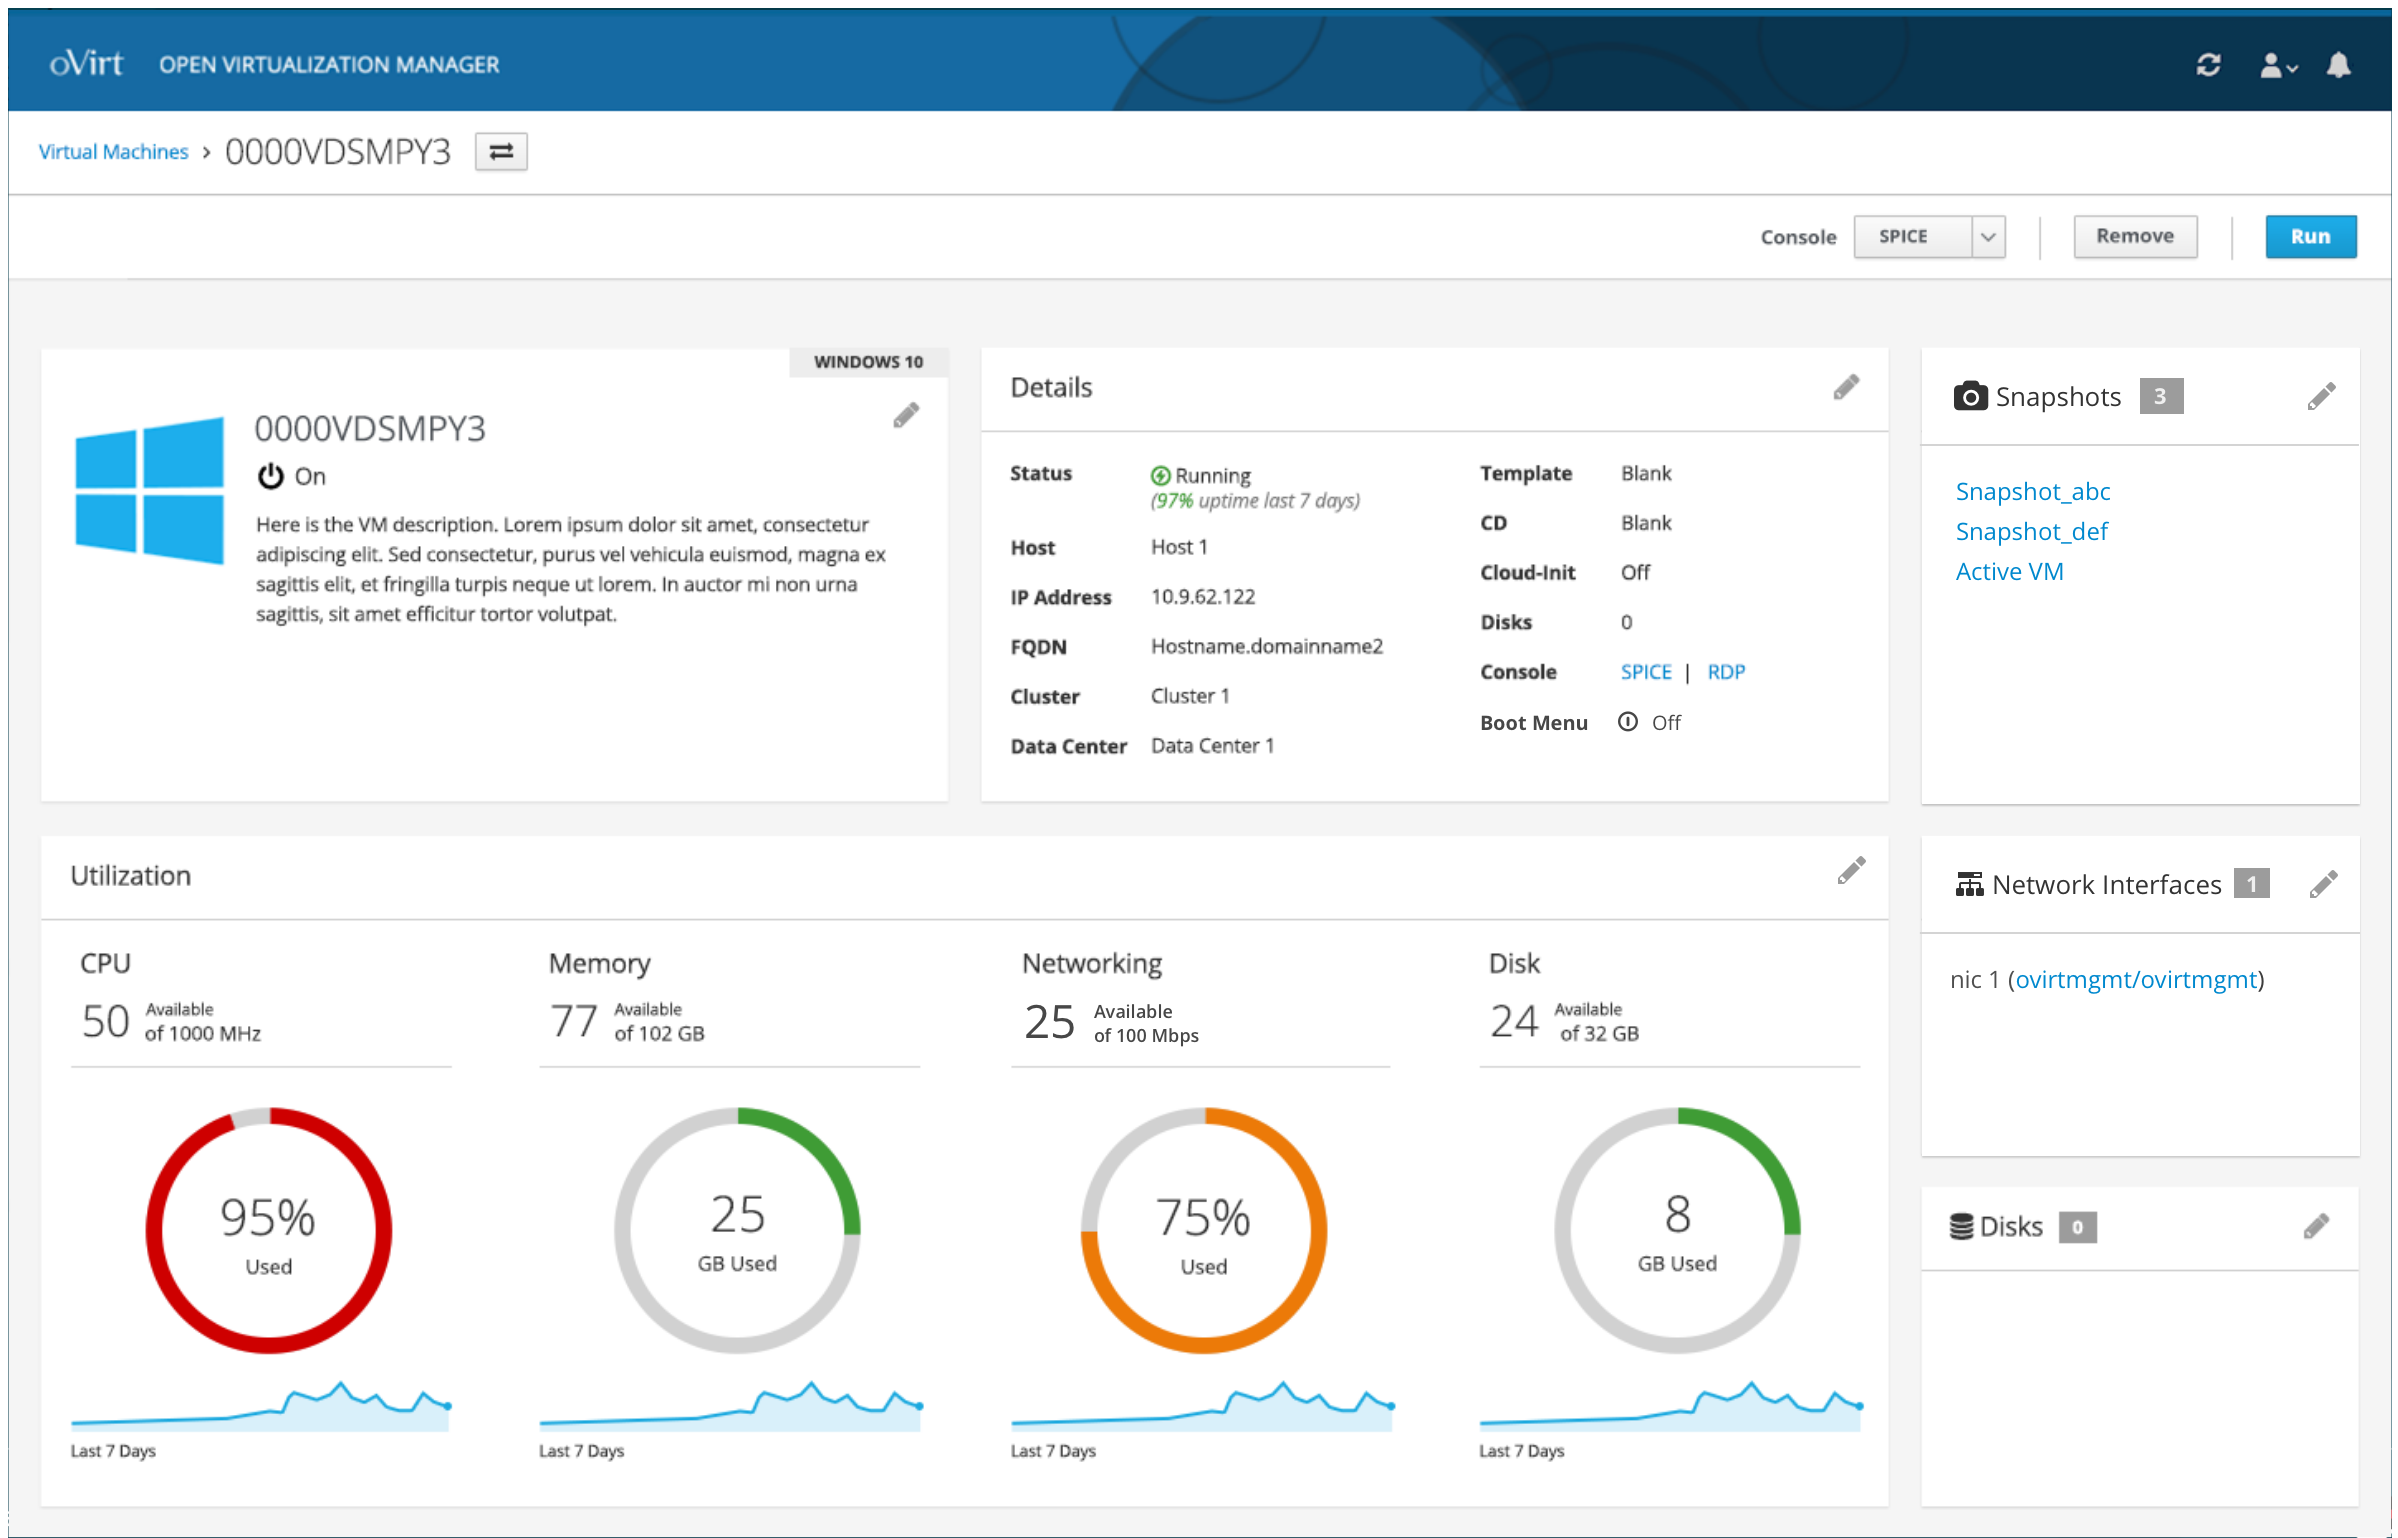 oVirt OPEN VIRTUALIZATION MANAGER
Virtual Machines > 0000VDSMPY3
Console SPICE Remove Run
WINDOWS 10
0000VDSMPY3
On
Here is the VM description. Lorem ipsum dolor sit amet, consectetur
adipiscing elit. Sed consectetur, purus vel vehicula euismod, magna ex
sagittis elit, et fringilla turpis neque ut lorem. In auctor mi non urna
sagittis, sit amet efficitur tortor volutpat.
Details
Status Running
(97% uptime last 7 days)
Host Host 1
IP Address 10.9.62.122
FQDN Hostname.domainname2
Cluster Cluster 1
Data Center Data Center 1
Template Blank
CD Blank
Cloud-Init Off
Disks 0
Console SPICE | RDP
Boot Menu Off
Snapshots 3
Snapshot_abc
Snapshot_def
Active VM
Utilization
CPU
50 Available
of 1000 MHz
95%
Used
Last 7 Days
Memory
77 Available
of 102 GB
25
GB Used
Last 7 Days
Networking
25 Available
of 100 Mbps
75%
Used
Last 7 Days
Disk
24 Available
of 32 GB
8
GB Used
Last 7 Days
Network Interfaces 1
nic 1 (ovirtmgmt/ovirtmgmt)
Disks 0